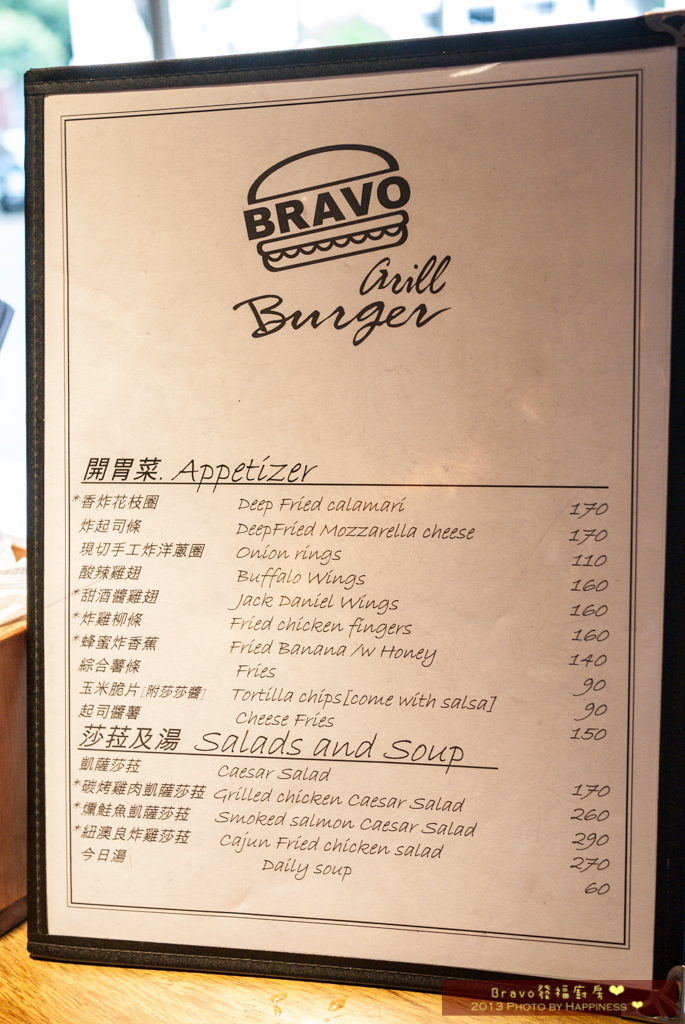 BRAVO
Grill
Burger
開胃菜. Appetizer
*香炸花枝圈 Deep Fried calamari 170
炸起司條 DeepFried Mozzarella cheese 170
現切手工炸洋蔥圈 Onion rings 110
酸辣雞翅 Buffalo Wings 160
*甜酒醬雞翅 Jack Daniel Wings 160
*炸雞柳條 Fried chicken fingers 160
*蜂蜜炸香蕉 Fried Banana /w Honey 140
綜合薯條 Fries 90
玉米脆片[附莎莎醬] Tortilla chips[come with salsa] 90
起司醬薯 Cheese Fries 150
莎菈及湯 Salads and Soup
凱薩莎菈 Caesar Salad 170
*碳烤雞肉凱薩莎菈 Grilled chicken Caesar Salad 260
*燻鮭魚凱薩莎菈 Smoked salmon Caesar Salad 290
*紐澳良炸雞莎菈 Cajun Fried chicken salad 270
今日湯 Daily soup 60
Bravo發福廚房❤
2013 PHOTO BY HAPPINESS ❤